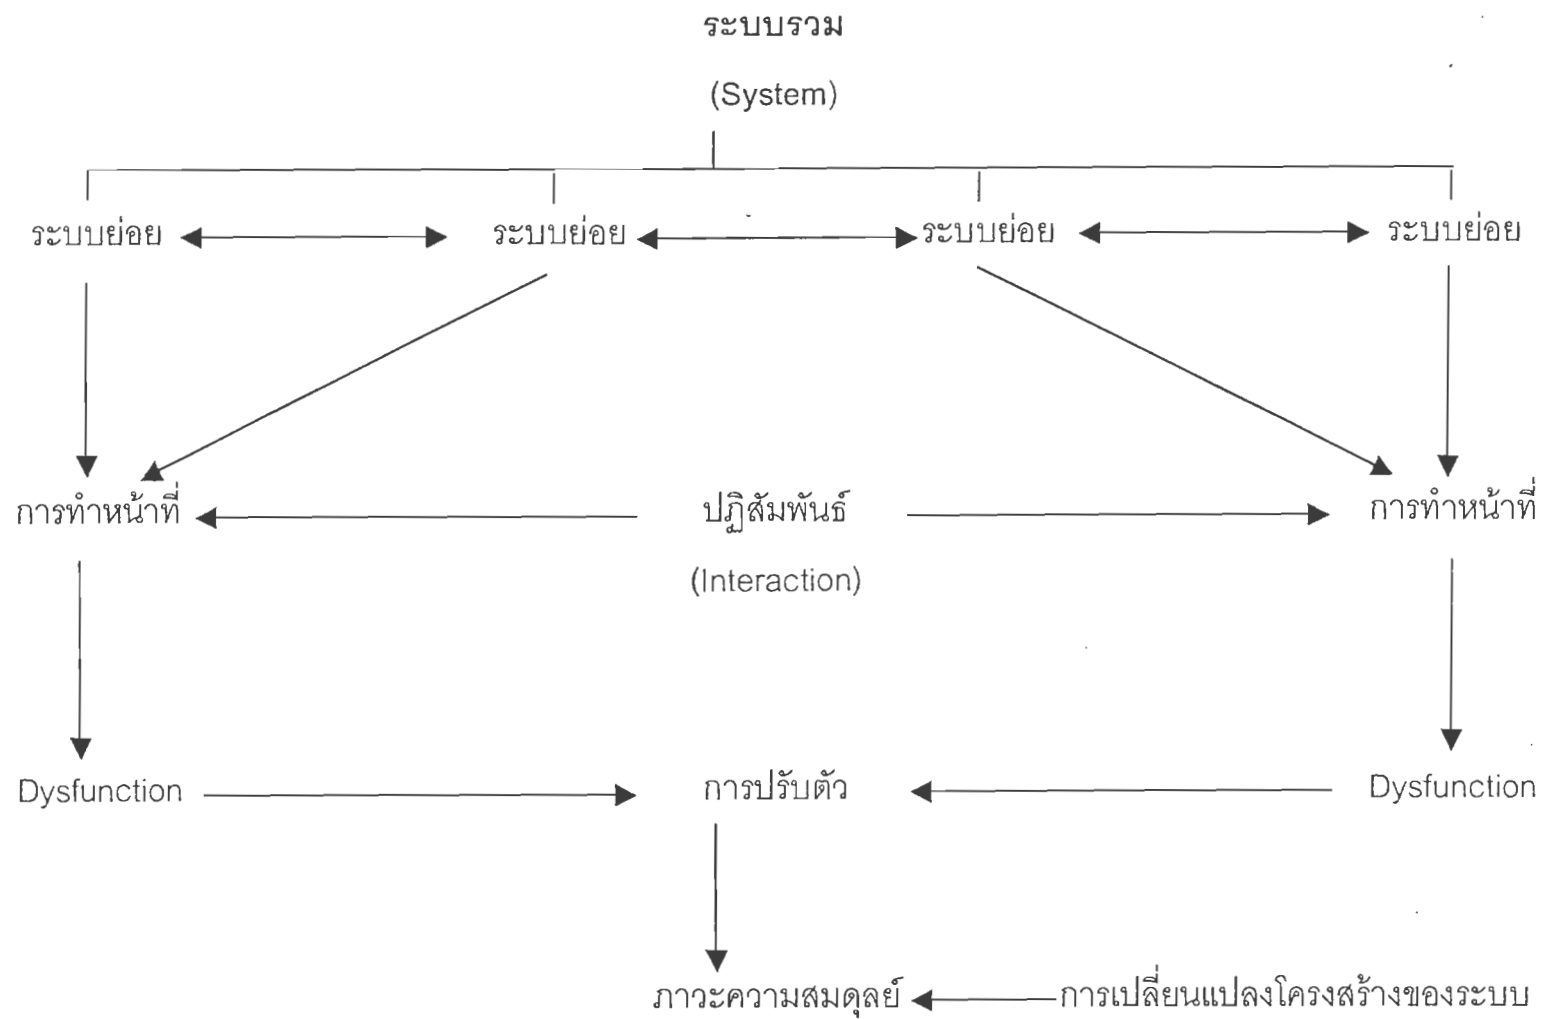 ระบบรวม
(System)
ระบบย่อย ระบบย่อย ระบบย่อย ระบบย่อย
การทำหน้าที่ ปฏิสัมพันธ์ การทำหน้าที่
(Interaction)
Dysfunction การปรับตัว Dysfunction
ภาวะความสมดุลย์ การเปลี่ยนแปลงโครงสร้างของระบบ